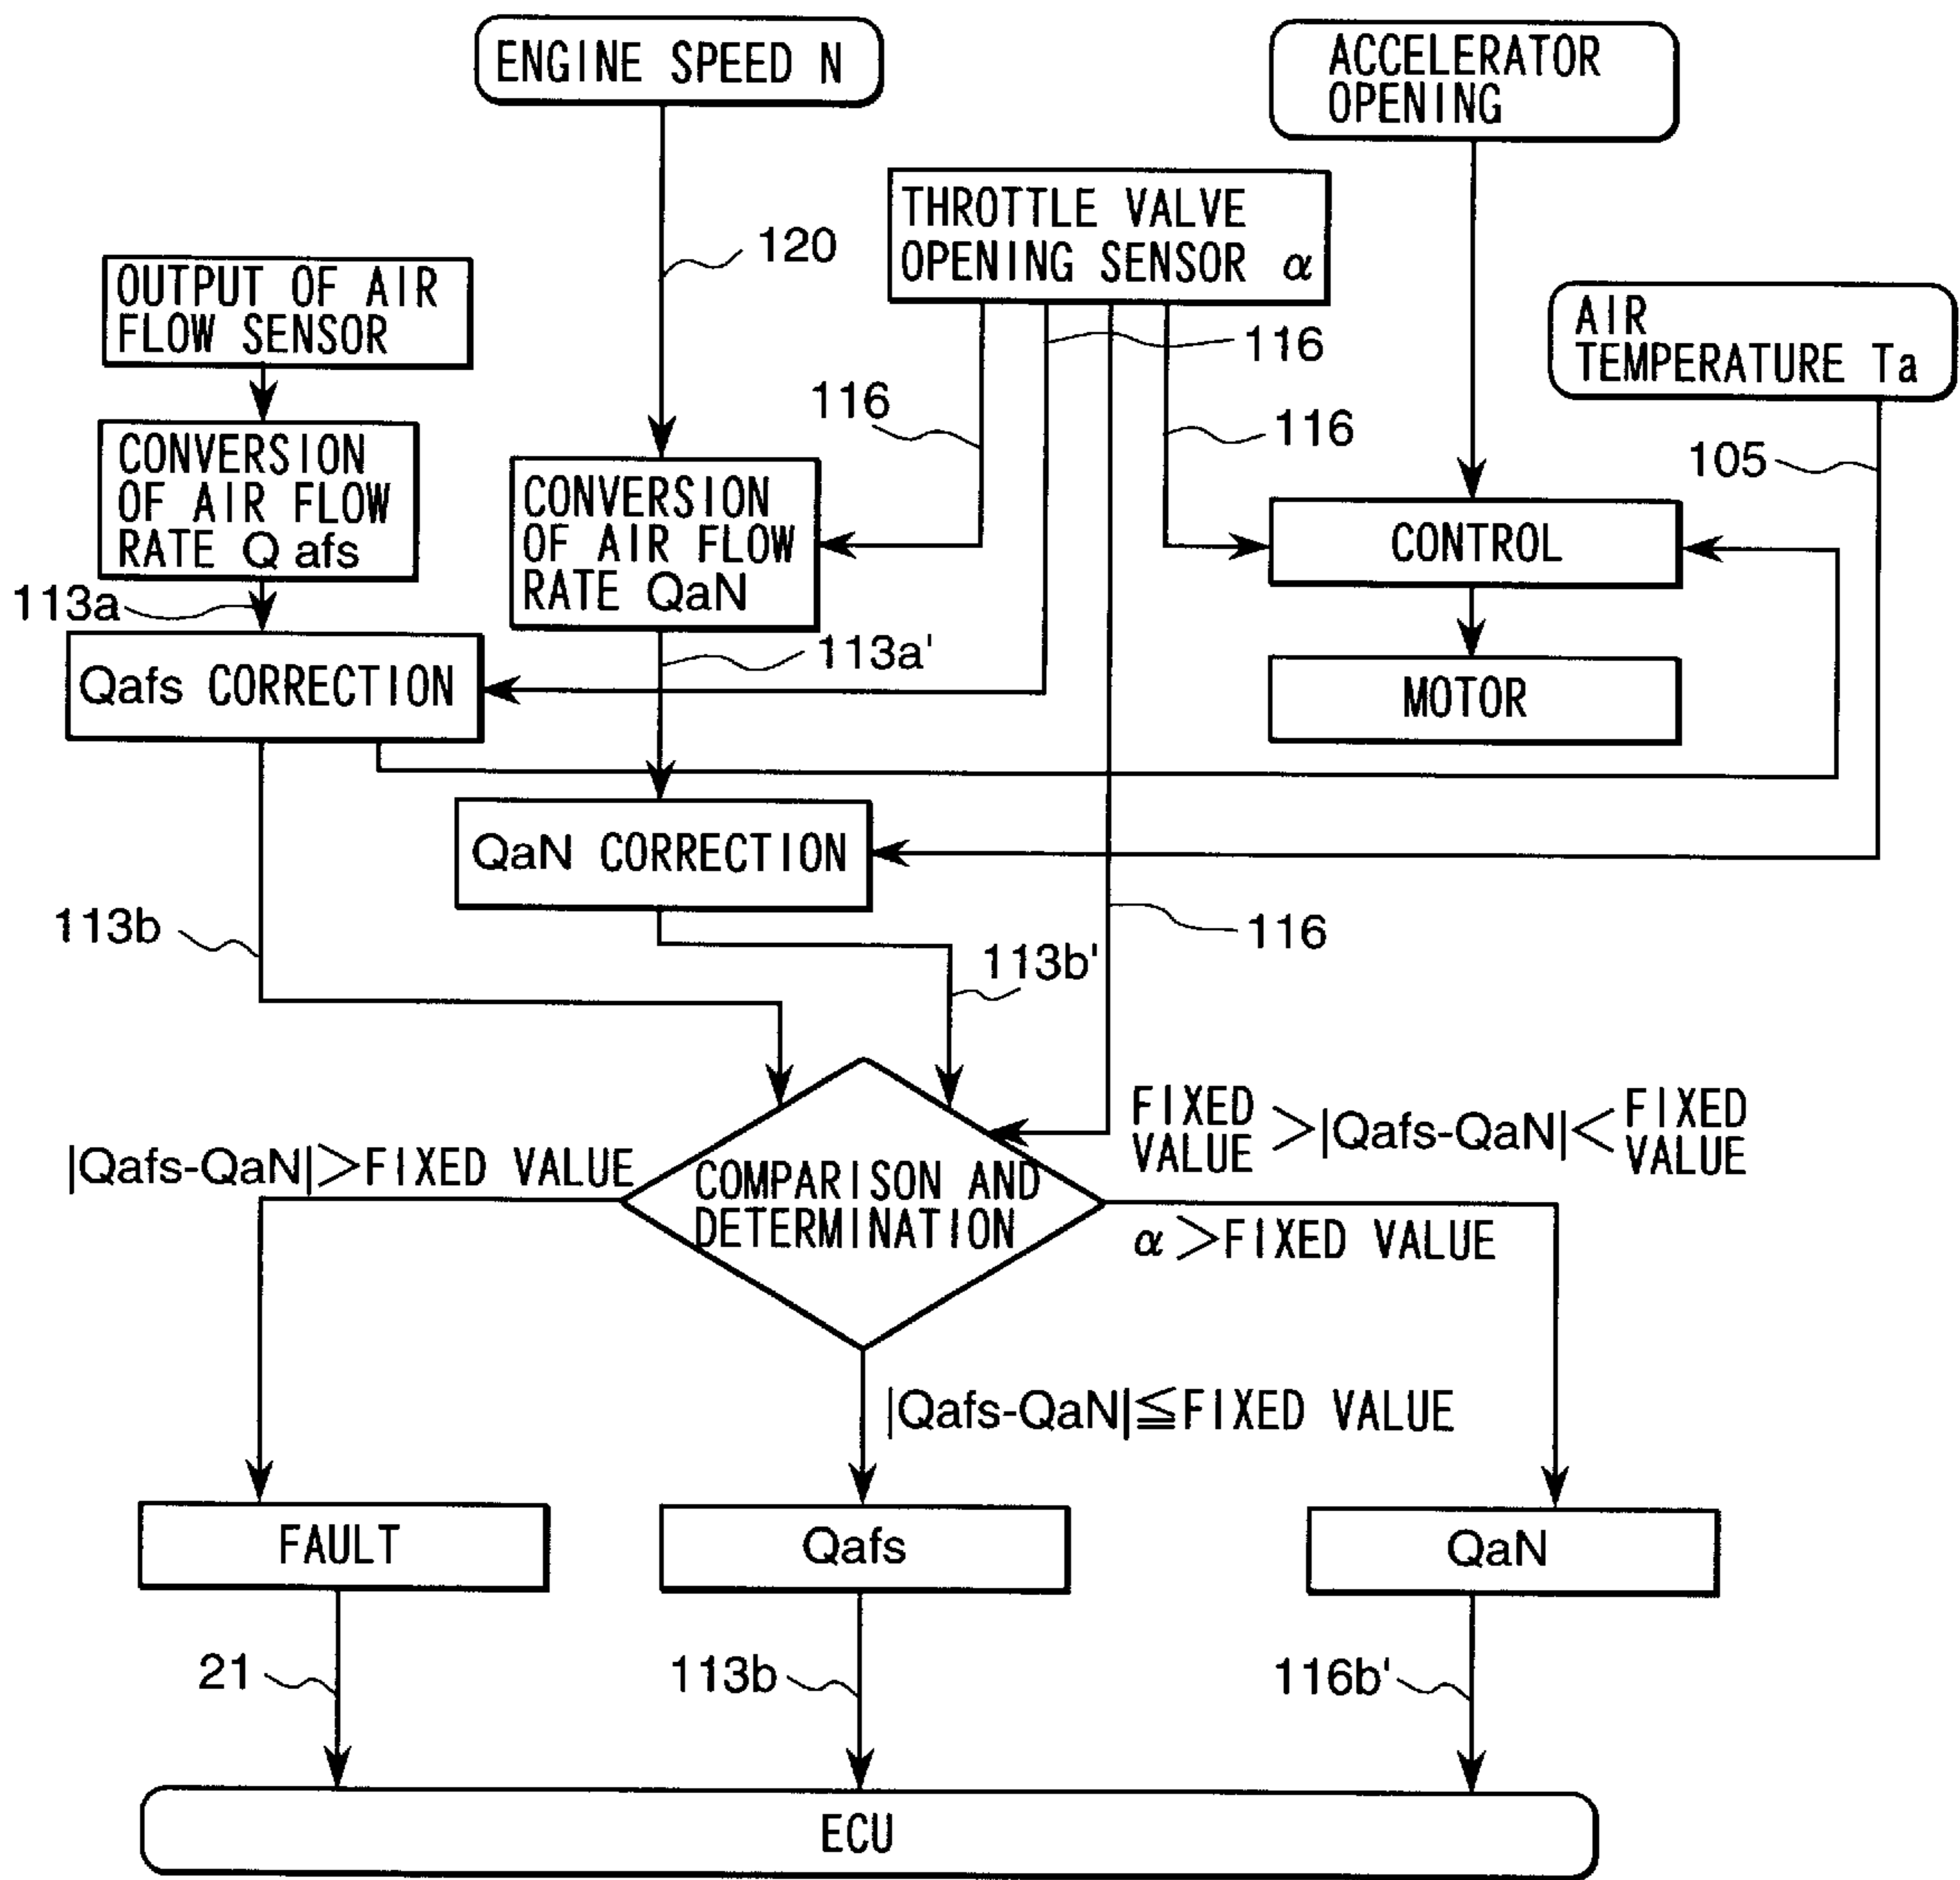 ENGINE SPEED N
ACCELERATOR
OPENING
THROTTLE VALVE
OPENING SENSOR α
120
OUTPUT OF AIR
FLOW SENSOR
AIR
TEMPERATURE Ta
116
116
116
105
CONVERSION
OF AIR FLOW
RATE Q afs
CONVERSION
OF AIR FLOW
RATE QaN
CONTROL
113a
113a'
Qafs CORRECTION
MOTOR
QaN CORRECTION
113b
116
113b'
FIXED
VALUE >|Qafs-QaN|< FIXED
VALUE
|Qafs-QaN|>FIXED VALUE
COMPARISON AND
DETERMINATION
α >FIXED VALUE
|Qafs-QaN|≦FIXED VALUE
FAULT
Qafs
QaN
21
113b
116b'
ECU